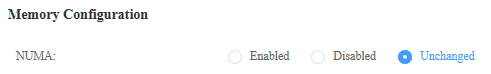 Memory Configuration
NUMA: Enabled Disabled Unchanged